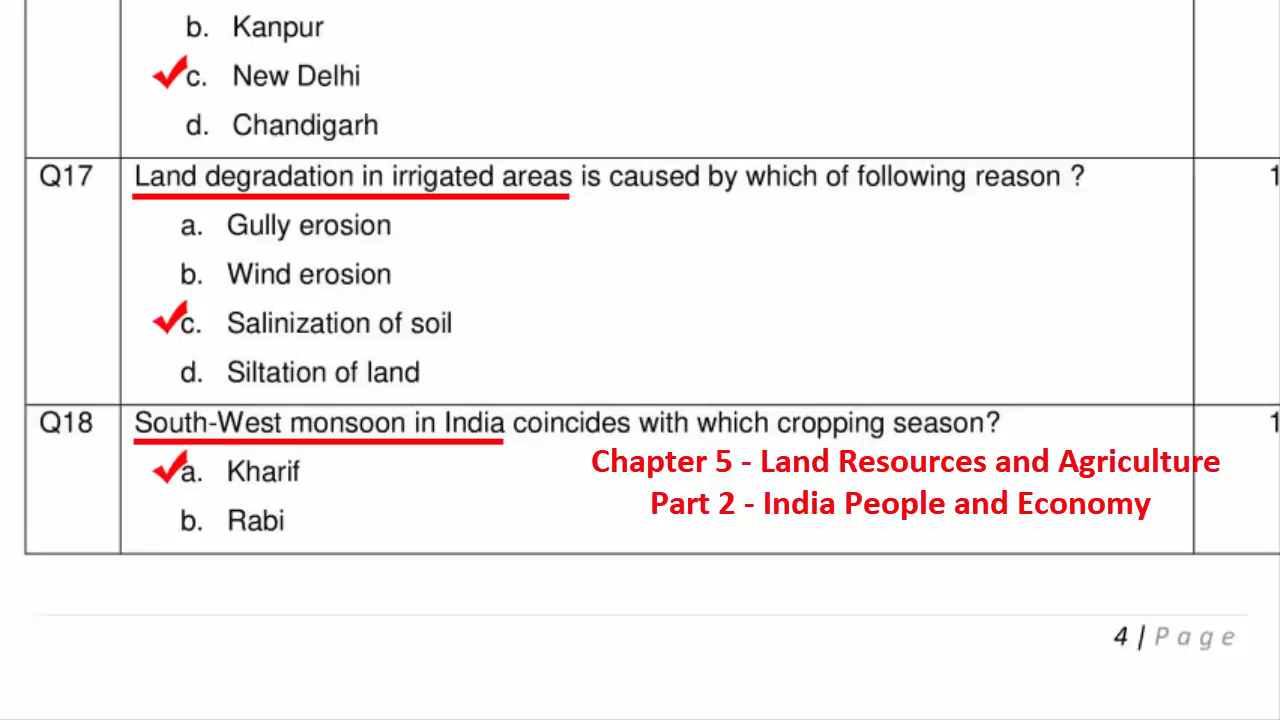 b. Kanpur
c. New Delhi
d. Chandigarh
Q17 Land degradation in irrigated areas is caused by which of following reason ? 1
a. Gully erosion
b. Wind erosion
c. Salinization of soil
d. Siltation of land
Q18 South-West monsoon in India coincides with which cropping season? 1
a. Kharif
Chapter 5 - Land Resources and Agriculture
Part 2 - India People and Economy
b. Rabi
4 | Page